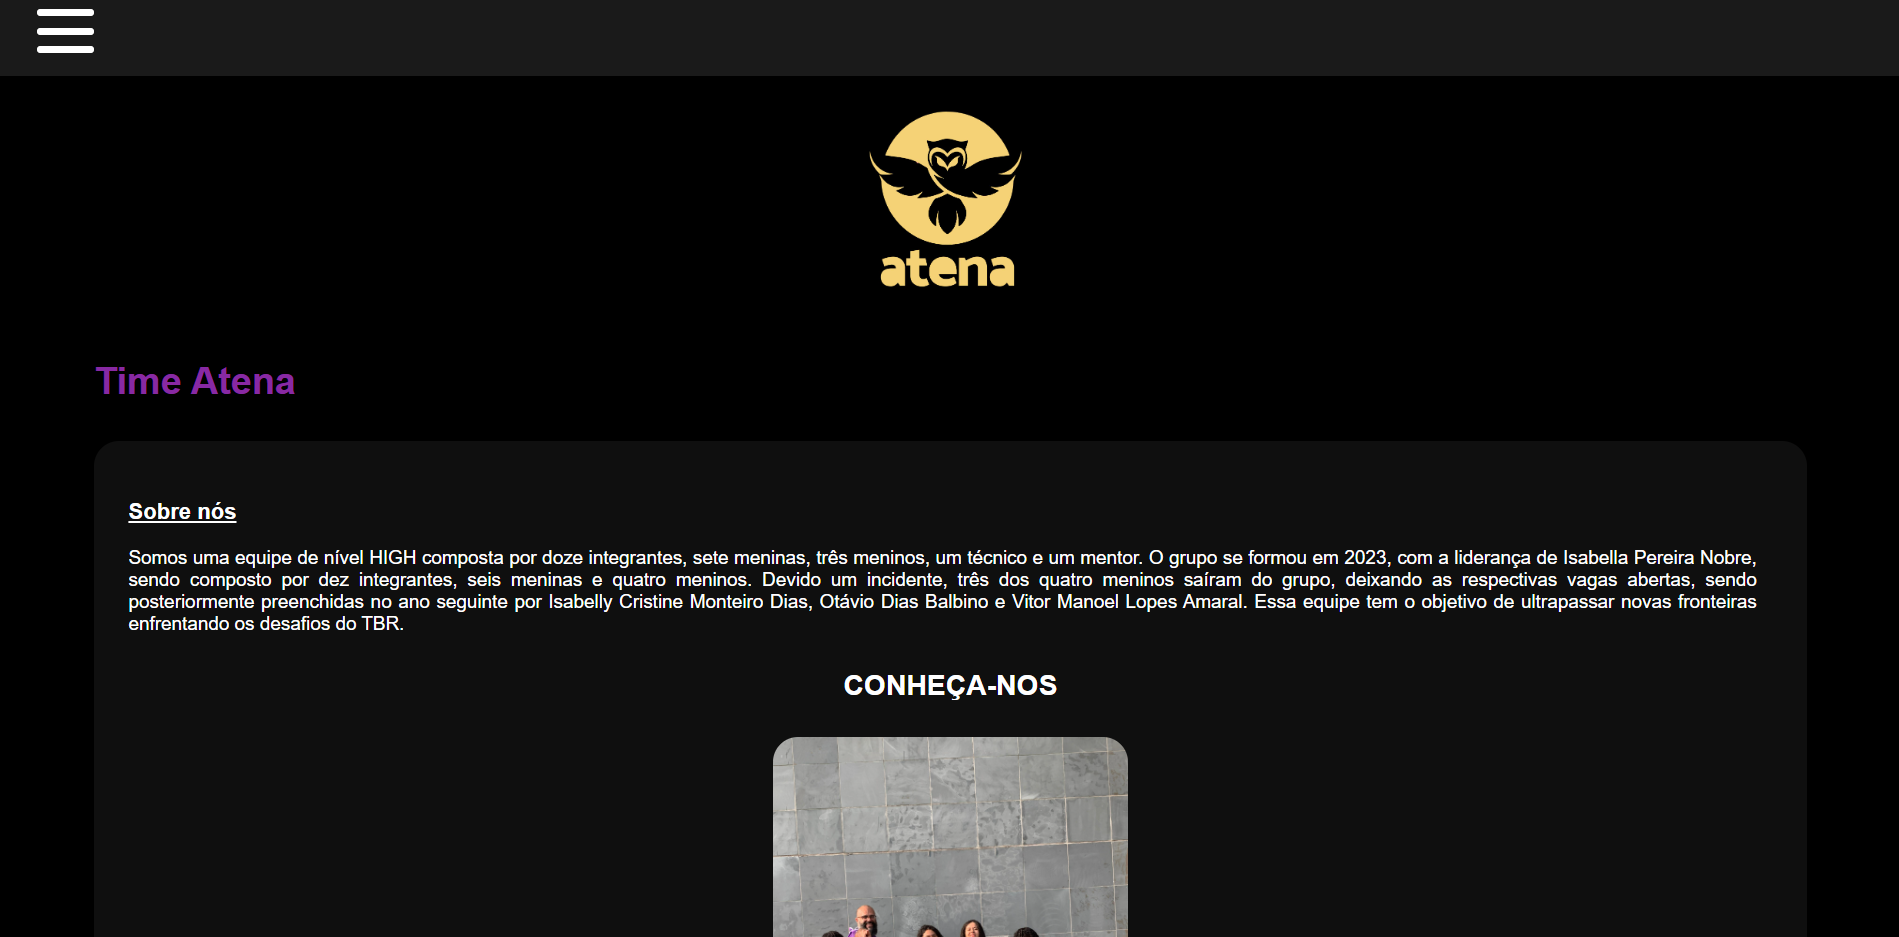 atena
Time Atena
Sobre nós
Somos uma equipe de nível HIGH composta por doze integrantes, sete meninas, três meninos, um técnico e um mentor. O grupo se formou em 2023, com a liderança de Isabella Pereira Nobre,
sendo composto por dez integrantes, seis meninas e quatro meninos. Devido um incidente, três dos quatro meninos saíram do grupo, deixando as respectivas vagas abertas, sendo
posteriormente preenchidas no ano seguinte por Isabelly Cristine Monteiro Dias, Otávio Dias Balbino e Vitor Manoel Lopes Amaral. Essa equipe tem o objetivo de ultrapassar novas fronteiras
enfrentando os desafios do TBR.
CONHEÇA-NOS